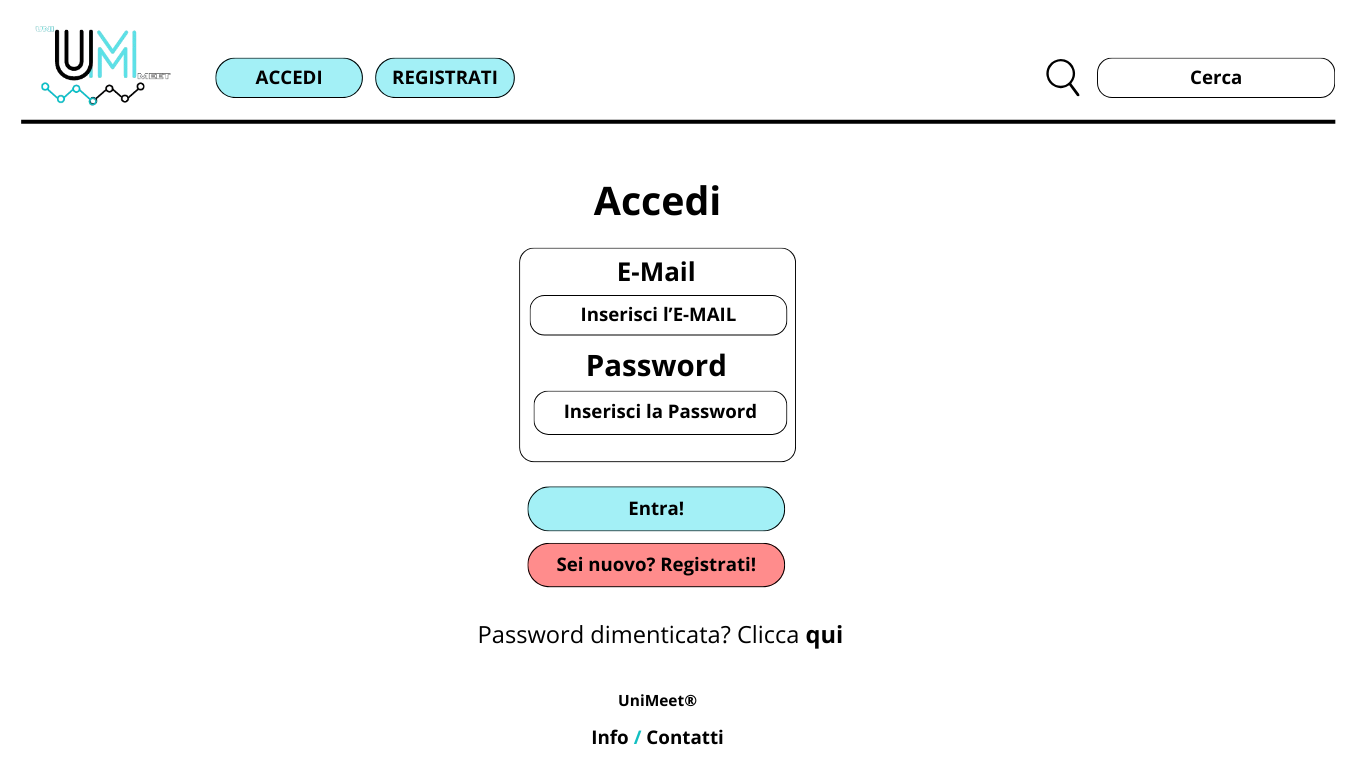 UNI
UM
MEET
ACCEDI
REGISTRATI
Cerca
Accedi
E-Mail
Inserisci l’E-MAIL
Password
Inserisci la Password
Entra!
Sei nuovo? Registrati!
Password dimenticata? Clicca qui
UniMeet®
Info / Contatti